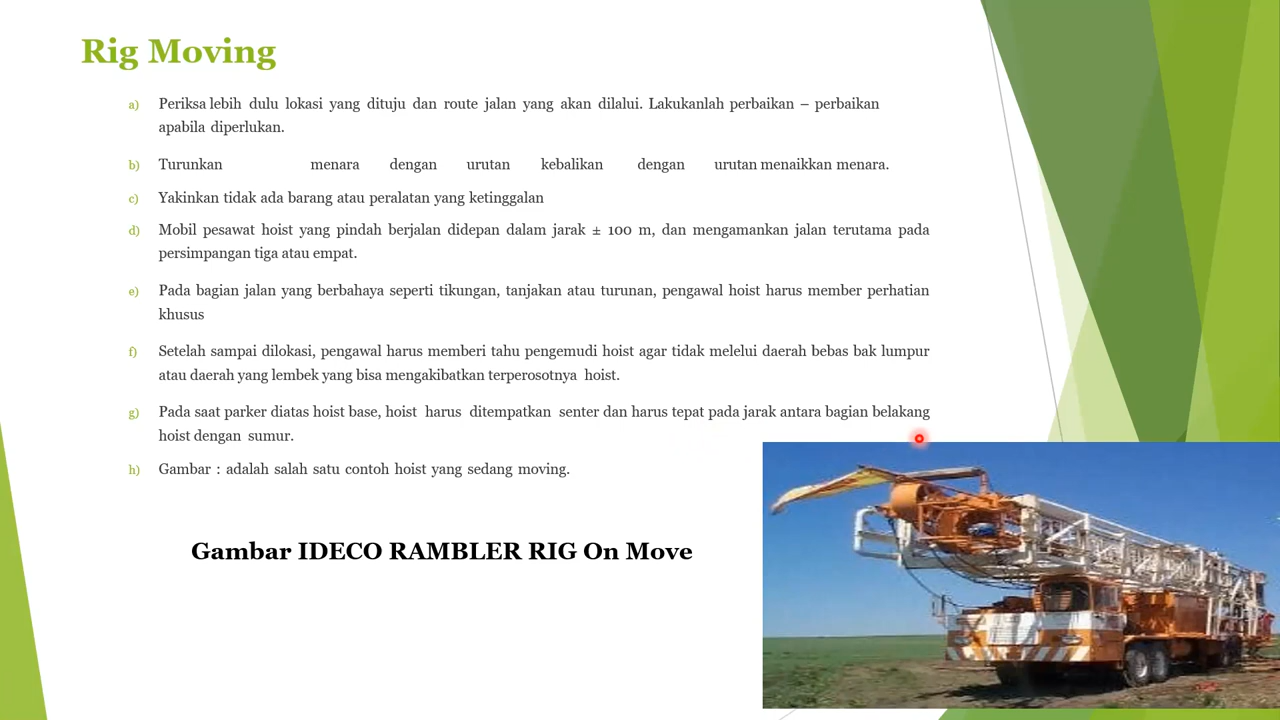 Rig Moving
a) Periksa lebih dulu lokasi yang dituju dan route jalan yang akan dilalui. Lakukanlah perbaikan – perbaikan
apabila diperlukan.
b) Turunkan menara dengan urutan kebalikan dengan urutan menaikkan menara.
c) Yakinkan tidak ada barang atau peralatan yang ketinggalan
d) Mobil pesawat hoist yang pindah berjalan didepan dalam jarak ± 100 m, dan mengamankan jalan terutama pada
persimpangan tiga atau empat.
e) Pada bagian jalan yang berbahaya seperti tikungan, tanjakan atau turunan, pengawal hoist harus member perhatian
khusus
f) Setelah sampai dilokasi, pengawal harus memberi tahu pengemudi hoist agar tidak melelui daerah bebas bak lumpur
atau daerah yang lembek yang bisa mengakibatkan terperosotnya hoist.
g) Pada saat parker diatas hoist base, hoist harus ditempatkan senter dan harus tepat pada jarak antara bagian belakang
hoist dengan sumur.
h) Gambar : adalah salah satu contoh hoist yang sedang moving.
Gambar IDECO RAMBLER RIG On Move